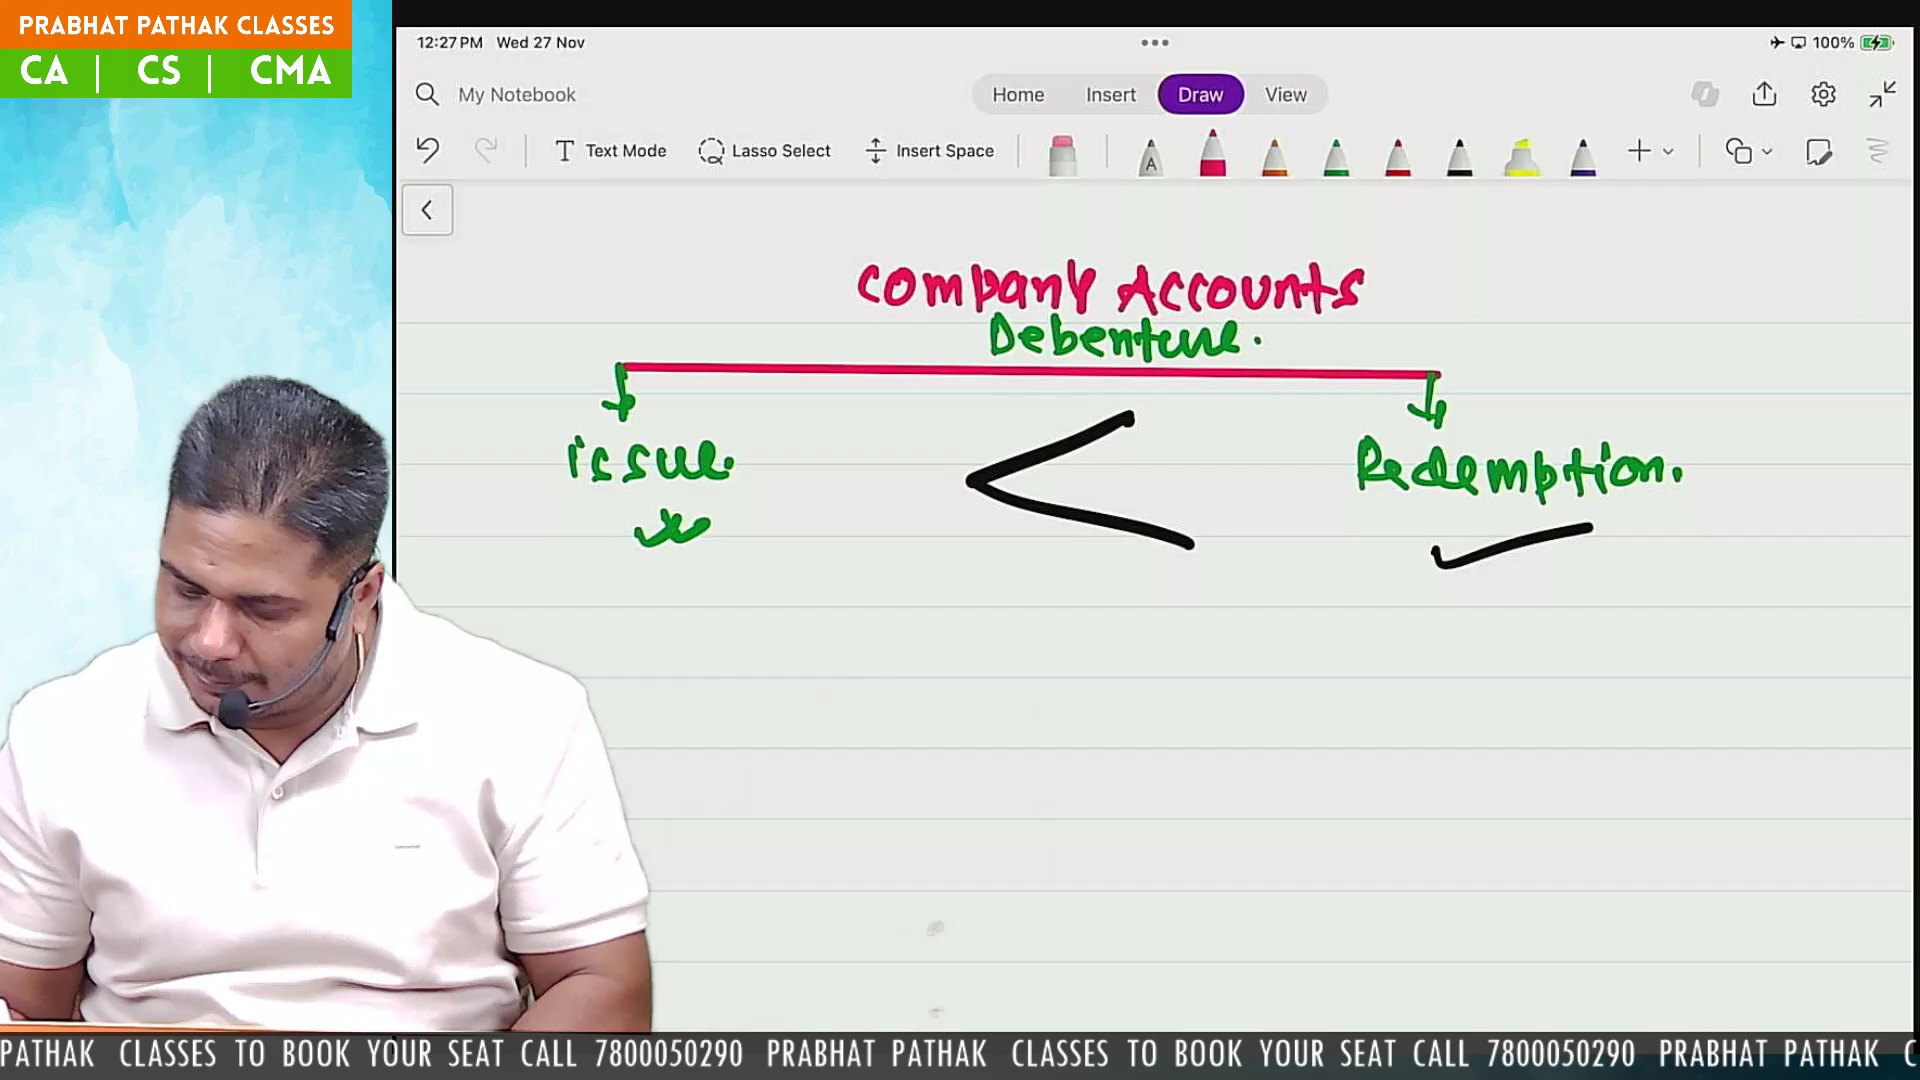 PRABHAT PATHAK CLASSES
CA | CS | CMA
12:27 PM Wed 27 Nov
100%
My Notebook
Home Insert Draw View
Text Mode Lasso Select Insert Space
A
Company Accounts
Debenture.
issue. Redemption.
PATHAK CLASSES TO BOOK YOUR SEAT CALL 7800050290 PRABHAT PATHAK CLASSES TO BOOK YOUR SEAT CALL 7800050290 PRABHAT PATHAK C